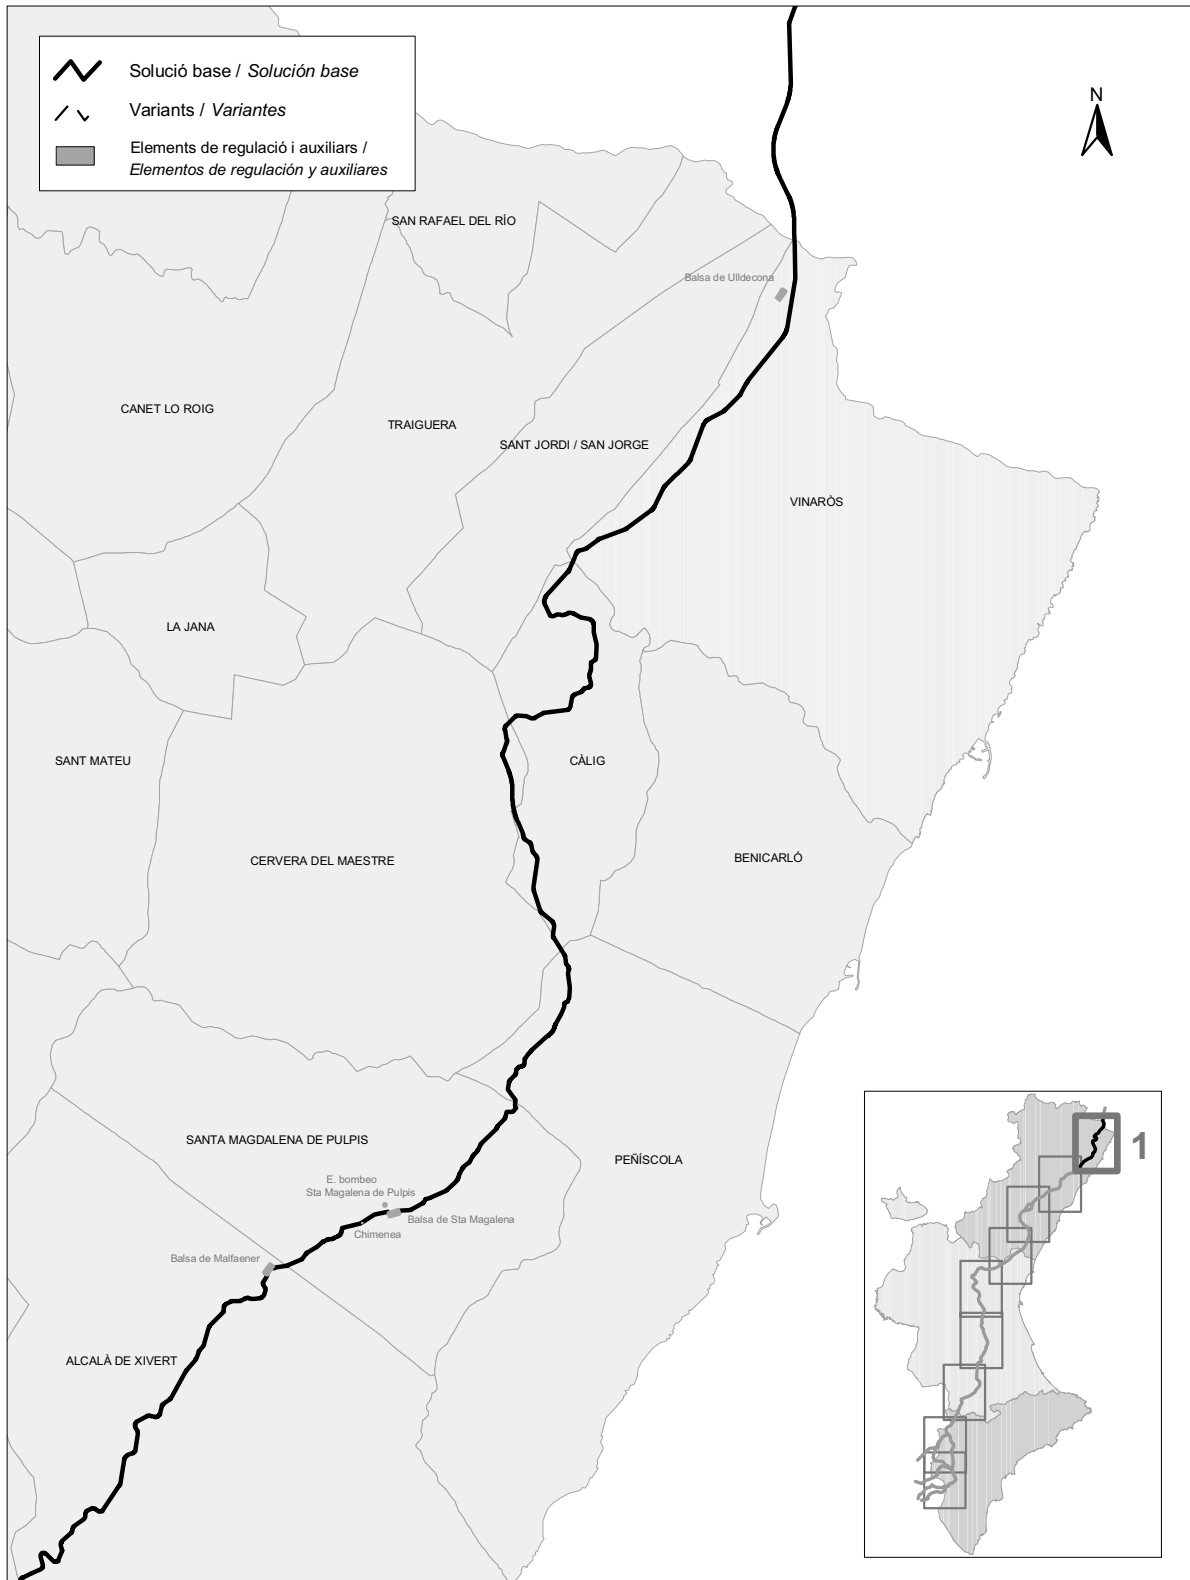 Solució base / Solución base
Variants / Variantes
Elements de regulació i auxiliars /
Elementos de regulación y auxiliares
N
SAN RAFAEL DEL RÍO
Balsa de Ulldecona
CANET LO ROIG
TRAIGUERA
SANT JORDI / SAN JORGE
VINARÒS
LA JANA
SANT MATEU
CÀLIG
CERVERA DEL MAESTRE
BENICARLÓ
SANTA MAGDALENA DE PULPIS
PEÑÍSCOLA
E. bombeo
Sta Magalena de Pulpis
Balsa de Sta Magalena
Chimenea
Balsa de Malfaener
ALCALÀ DE XIVERT
1